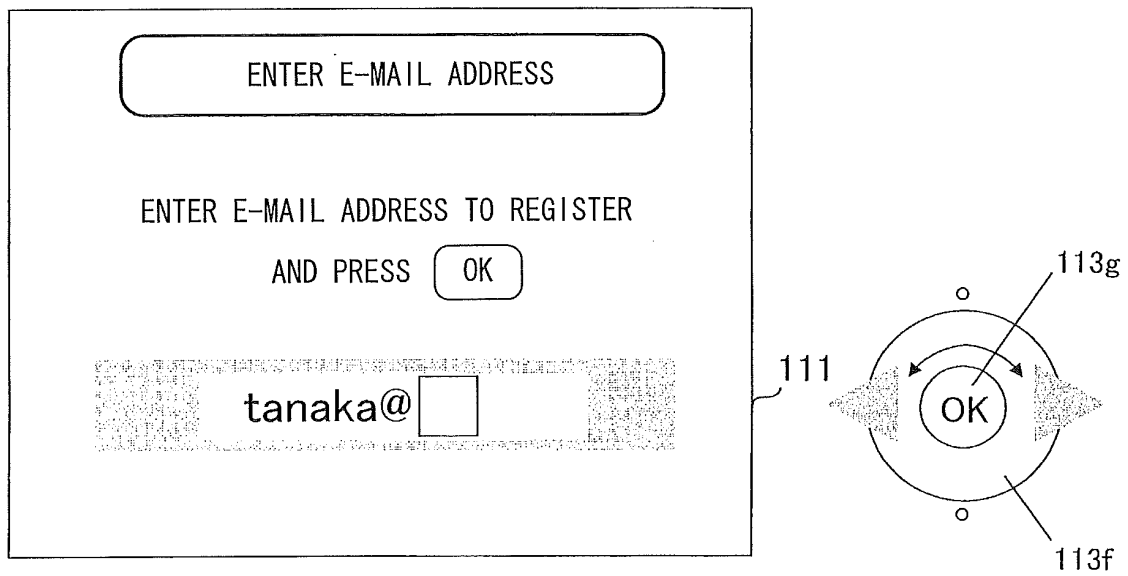 ENTER E-MAIL ADDRESS
ENTER E-MAIL ADDRESS TO REGISTER
AND PRESS OK
tanaka@
111
113g
OK
113f